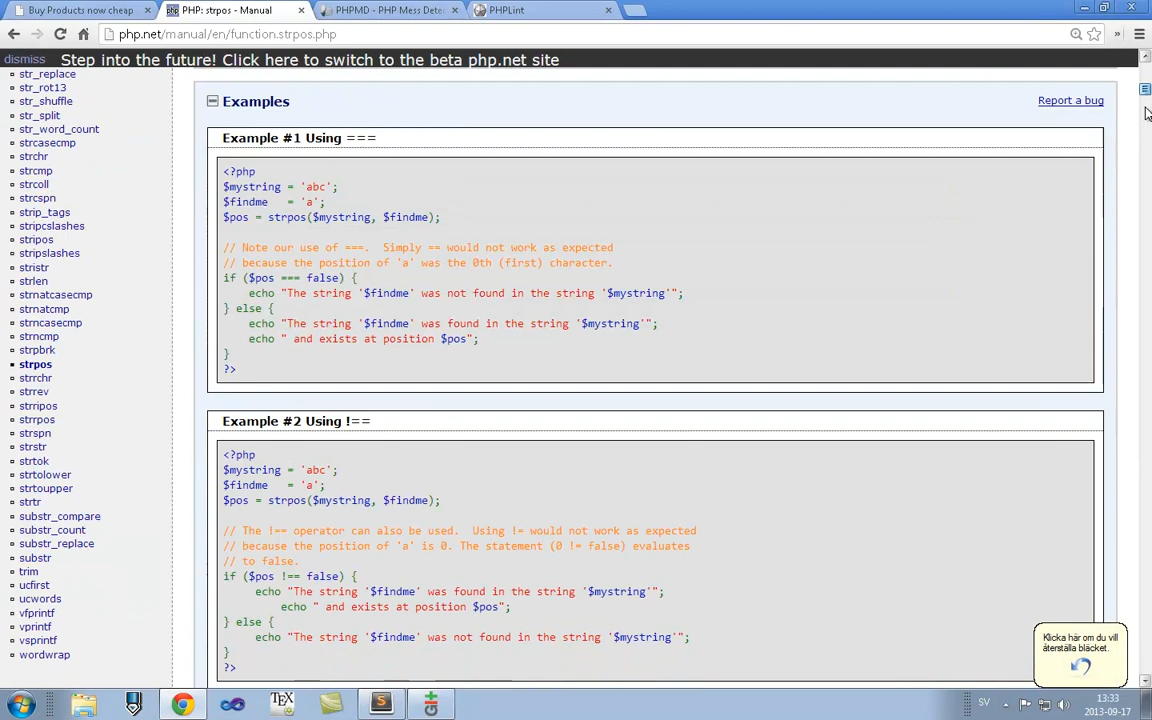 Buy Products now cheap
PHP: strpos - Manual
PHPMD - PHP Mess Dete
PHPLint
php.net/manual/en/function.strpos.php
dismiss Step into the future! Click here to switch to the beta php.net site
str_replace
str_rot13
str_shuffle
str_split
str_word_count
strcasecmp
strchr
strcmp
strcoll
strcspn
strip_tags
stripcslashes
stripos
stripslashes
stristr
strlen
strnatcasecmp
strnatcmp
strncasecmp
strncmp
strpbrk
strpos
strrchr
strrev
strripos
strrpos
strspn
strstr
strtok
strtolower
strtoupper
strtr
substr_compare
substr_count
substr_replace
substr
trim
ucfirst
ucwords
vfprintf
vprintf
vsprintf
wordwrap
Examples
Report a bug
Example #1 Using ===
<?php
$mystring = 'abc';
$findme   = 'a';
$pos = strpos($mystring, $findme);
// Note our use of ===.  Simply == would not work as expected
// because the position of 'a' was the 0th (first) character.
if ($pos === false) {
    echo "The string '$findme' was not found in the string '$mystring'";
} else {
    echo "The string '$findme' was found in the string '$mystring'";
    echo " and exists at position $pos";
}
?>
Example #2 Using !==
<?php
$mystring = 'abc';
$findme   = 'a';
$pos = strpos($mystring, $findme);
// The !== operator can also be used.  Using != would not work as expected
// because the position of 'a' is 0. The statement (0 != false) evaluates
// to false.
if ($pos !== false) {
     echo "The string '$findme' was found in the string '$mystring'";
         echo " and exists at position $pos";
} else {
     echo "The string '$findme' was not found in the string '$mystring'";
}
?>
Klicka här om du vill
återställa bläcket.
TEX
S
SV
13:33
2013-09-17